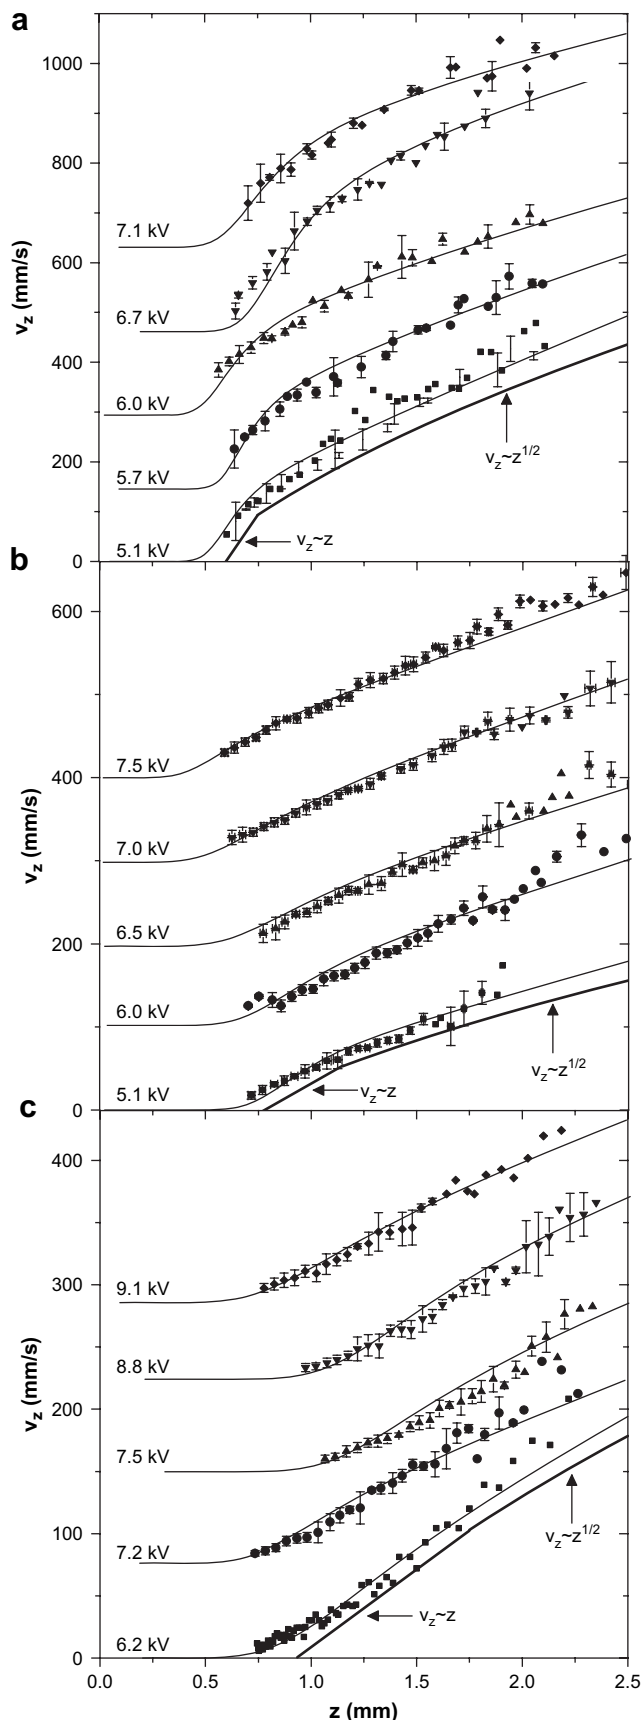 a
1000
800
600
400
200
0
v_z (mm/s)
7.1 kV
6.7 kV
6.0 kV
5.7 kV
5.1 kV
v_z~z^1/2
v_z~z
b
600
400
200
0
v_z (mm/s)
7.5 kV
7.0 kV
6.5 kV
6.0 kV
5.1 kV
v_z~z^1/2
v_z~z
c
400
300
200
100
0
v_z (mm/s)
9.1 kV
8.8 kV
7.5 kV
7.2 kV
6.2 kV
v_z~z^1/2
v_z~z
0.0 0.5 1.0 1.5 2.0 2.5
z (mm)